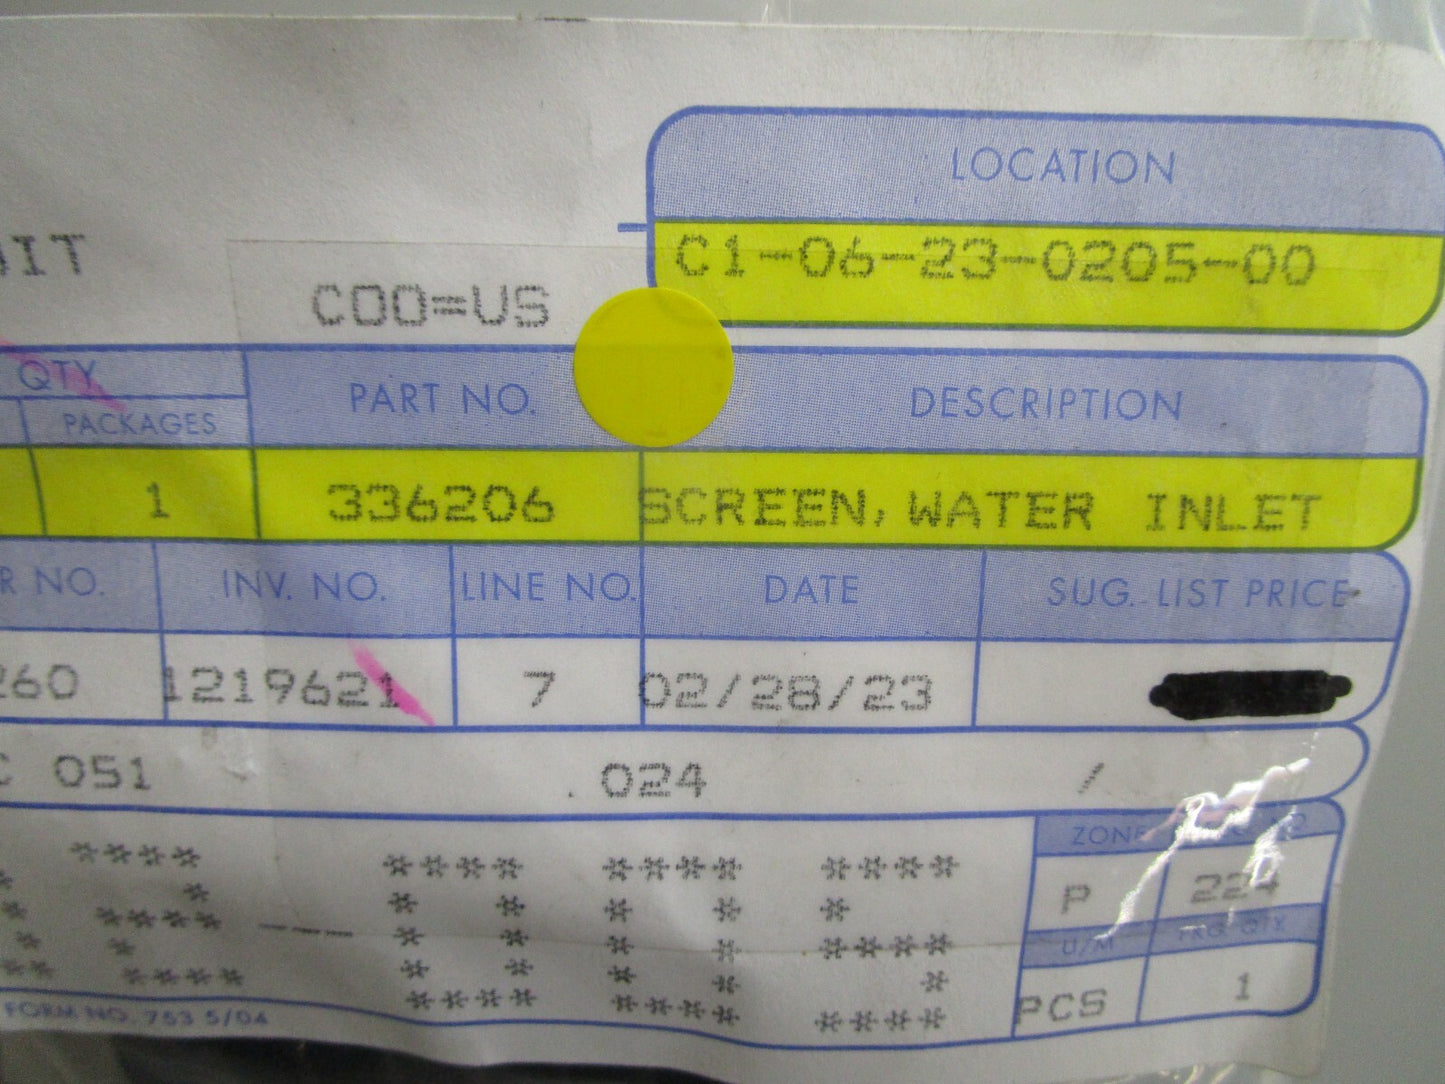 LOCATION
C1-06-23-0205-00
COO=US
QTY
PACKAGES PART NO. DESCRIPTION
1 336206 SCREEN, WATER INLET
NO. INV. NO. LINE NO. DATE SUG. LIST PRICE
260 1219621 7 02/28/23
C 051 .024 /
ZONE
P 224
U/M PKG QTY
PCS 1
FORM NO. 753 5/04